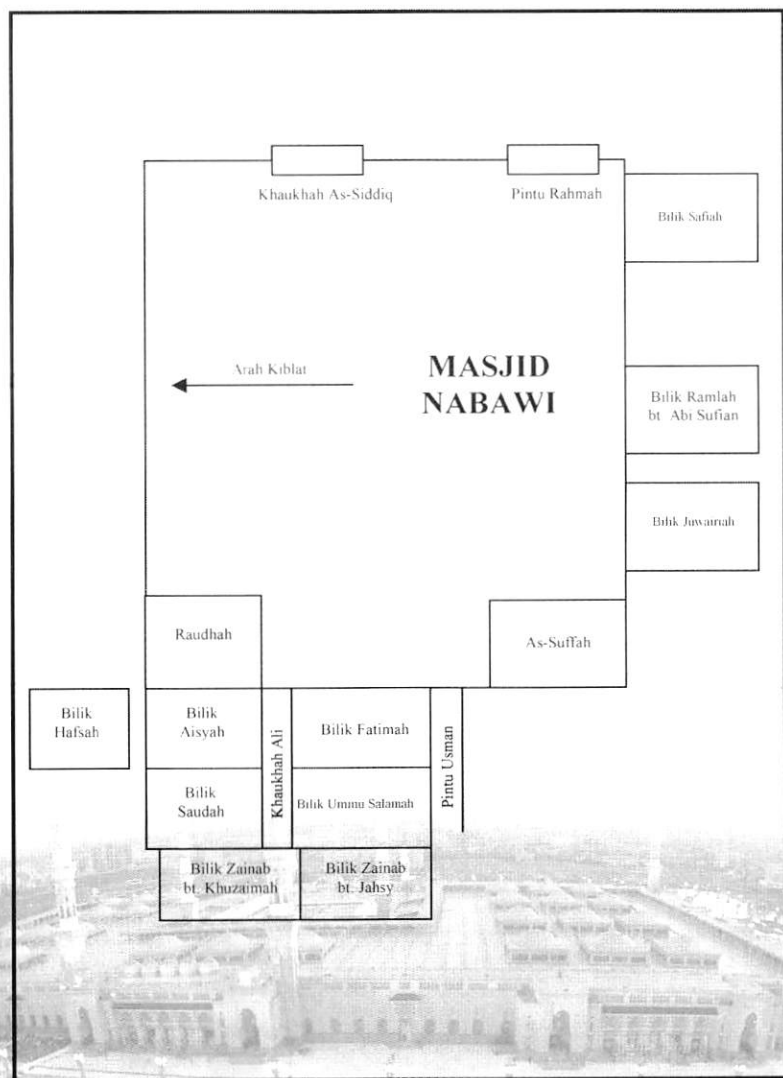 Khaukhah As-Siddiq
Pintu Rahmah
Bilik Safiah
Arah Kiblat
MASJID
NABAWI
Bilik Ramlah
bt. Abi Sufian
Bilik Juwairiah
Raudhah
As-Suffah
Bilik
Hafsah
Bilik
Aisyah
Khaukhah Ali
Bilik Fatimah
Pintu Usman
Bilik
Saudah
Bilik Ummu Salamah
Bilik Zainab
bt. Khuzaimah
Bilik Zainab
bt. Jahsy